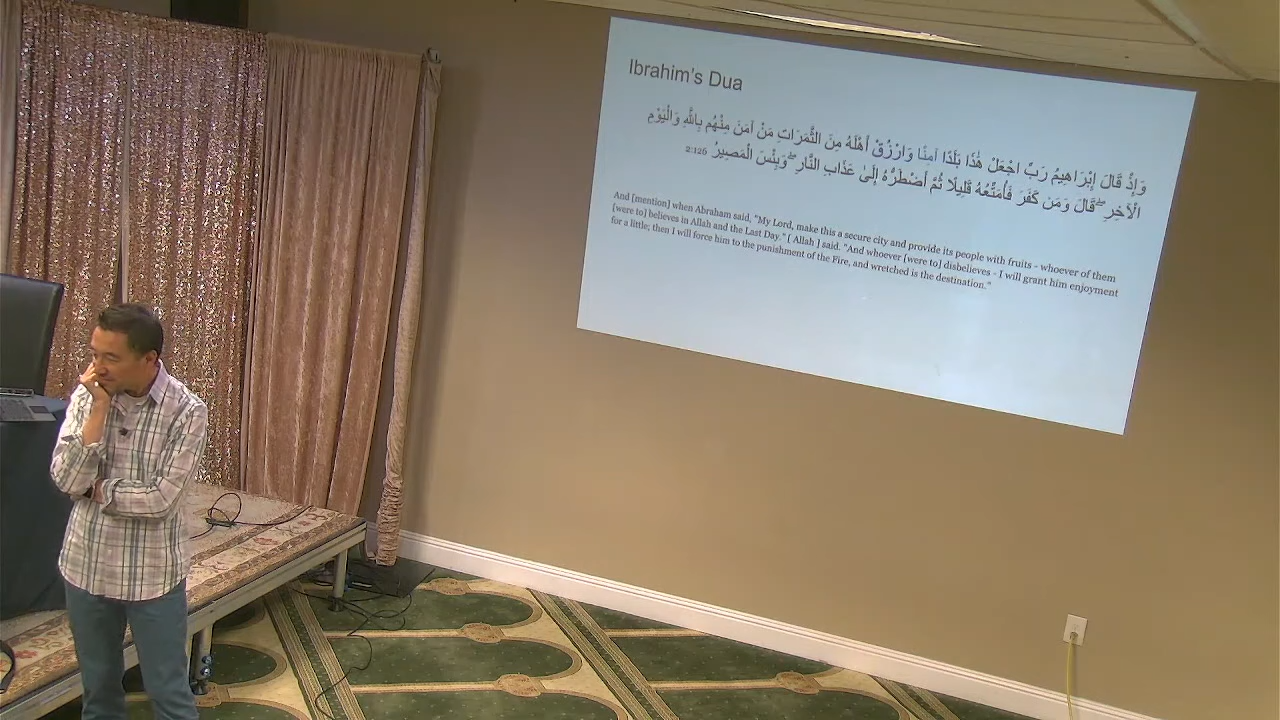 Ibrahim's Dua
وَإِذْ قَالَ إِبْرَاهِيمُ رَبِّ اجْعَلْ هَٰذَا بَلَدًا آمِنًا وَارْزُقْ أَهْلَهُ مِنَ الثَّمَرَاتِ مَنْ آمَنَ مِنْهُم بِاللَّهِ وَالْيَوْمِ
الْآخِرِ ۖ قَالَ وَمَن كَفَرَ فَأُمَتِّعُهُ قَلِيلًا ثُمَّ أَضْطَرُّهُ إِلَىٰ عَذَابِ النَّارِ ۖ وَبِئْسَ الْمَصِيرُ 2:126
And [mention] when Abraham said, "My Lord, make this a secure city and provide its people with fruits - whoever of them
[were to] believes in Allah and the Last Day." [ Allah ] said. "And whoever [were to] disbelieves - I will grant him enjoyment
for a little; then I will force him to the punishment of the Fire, and wretched is the destination."